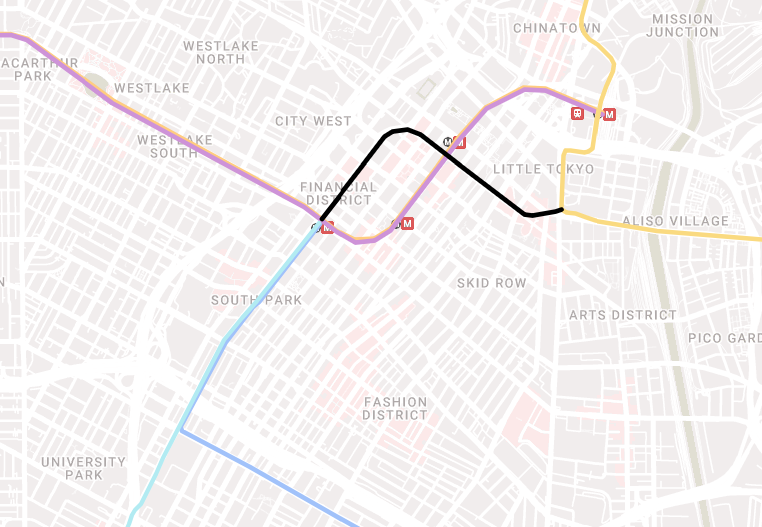 MISSION
JUNCTION
CHINATOWN
WESTLAKE
NORTH
ACARTHUR
PARK
WESTLAKE
CITY WEST
M
WESTLAKE
SOUTH
M
M
LITTLE TOKYO
FINANCIAL
DISTRICT
M
M
ALISO VILLAGE
N
SKID ROW
SOUTH PARK
ARTS DISTRICT
PICO GARD
FASHION
DISTRICT
UNIVERSITY
PARK